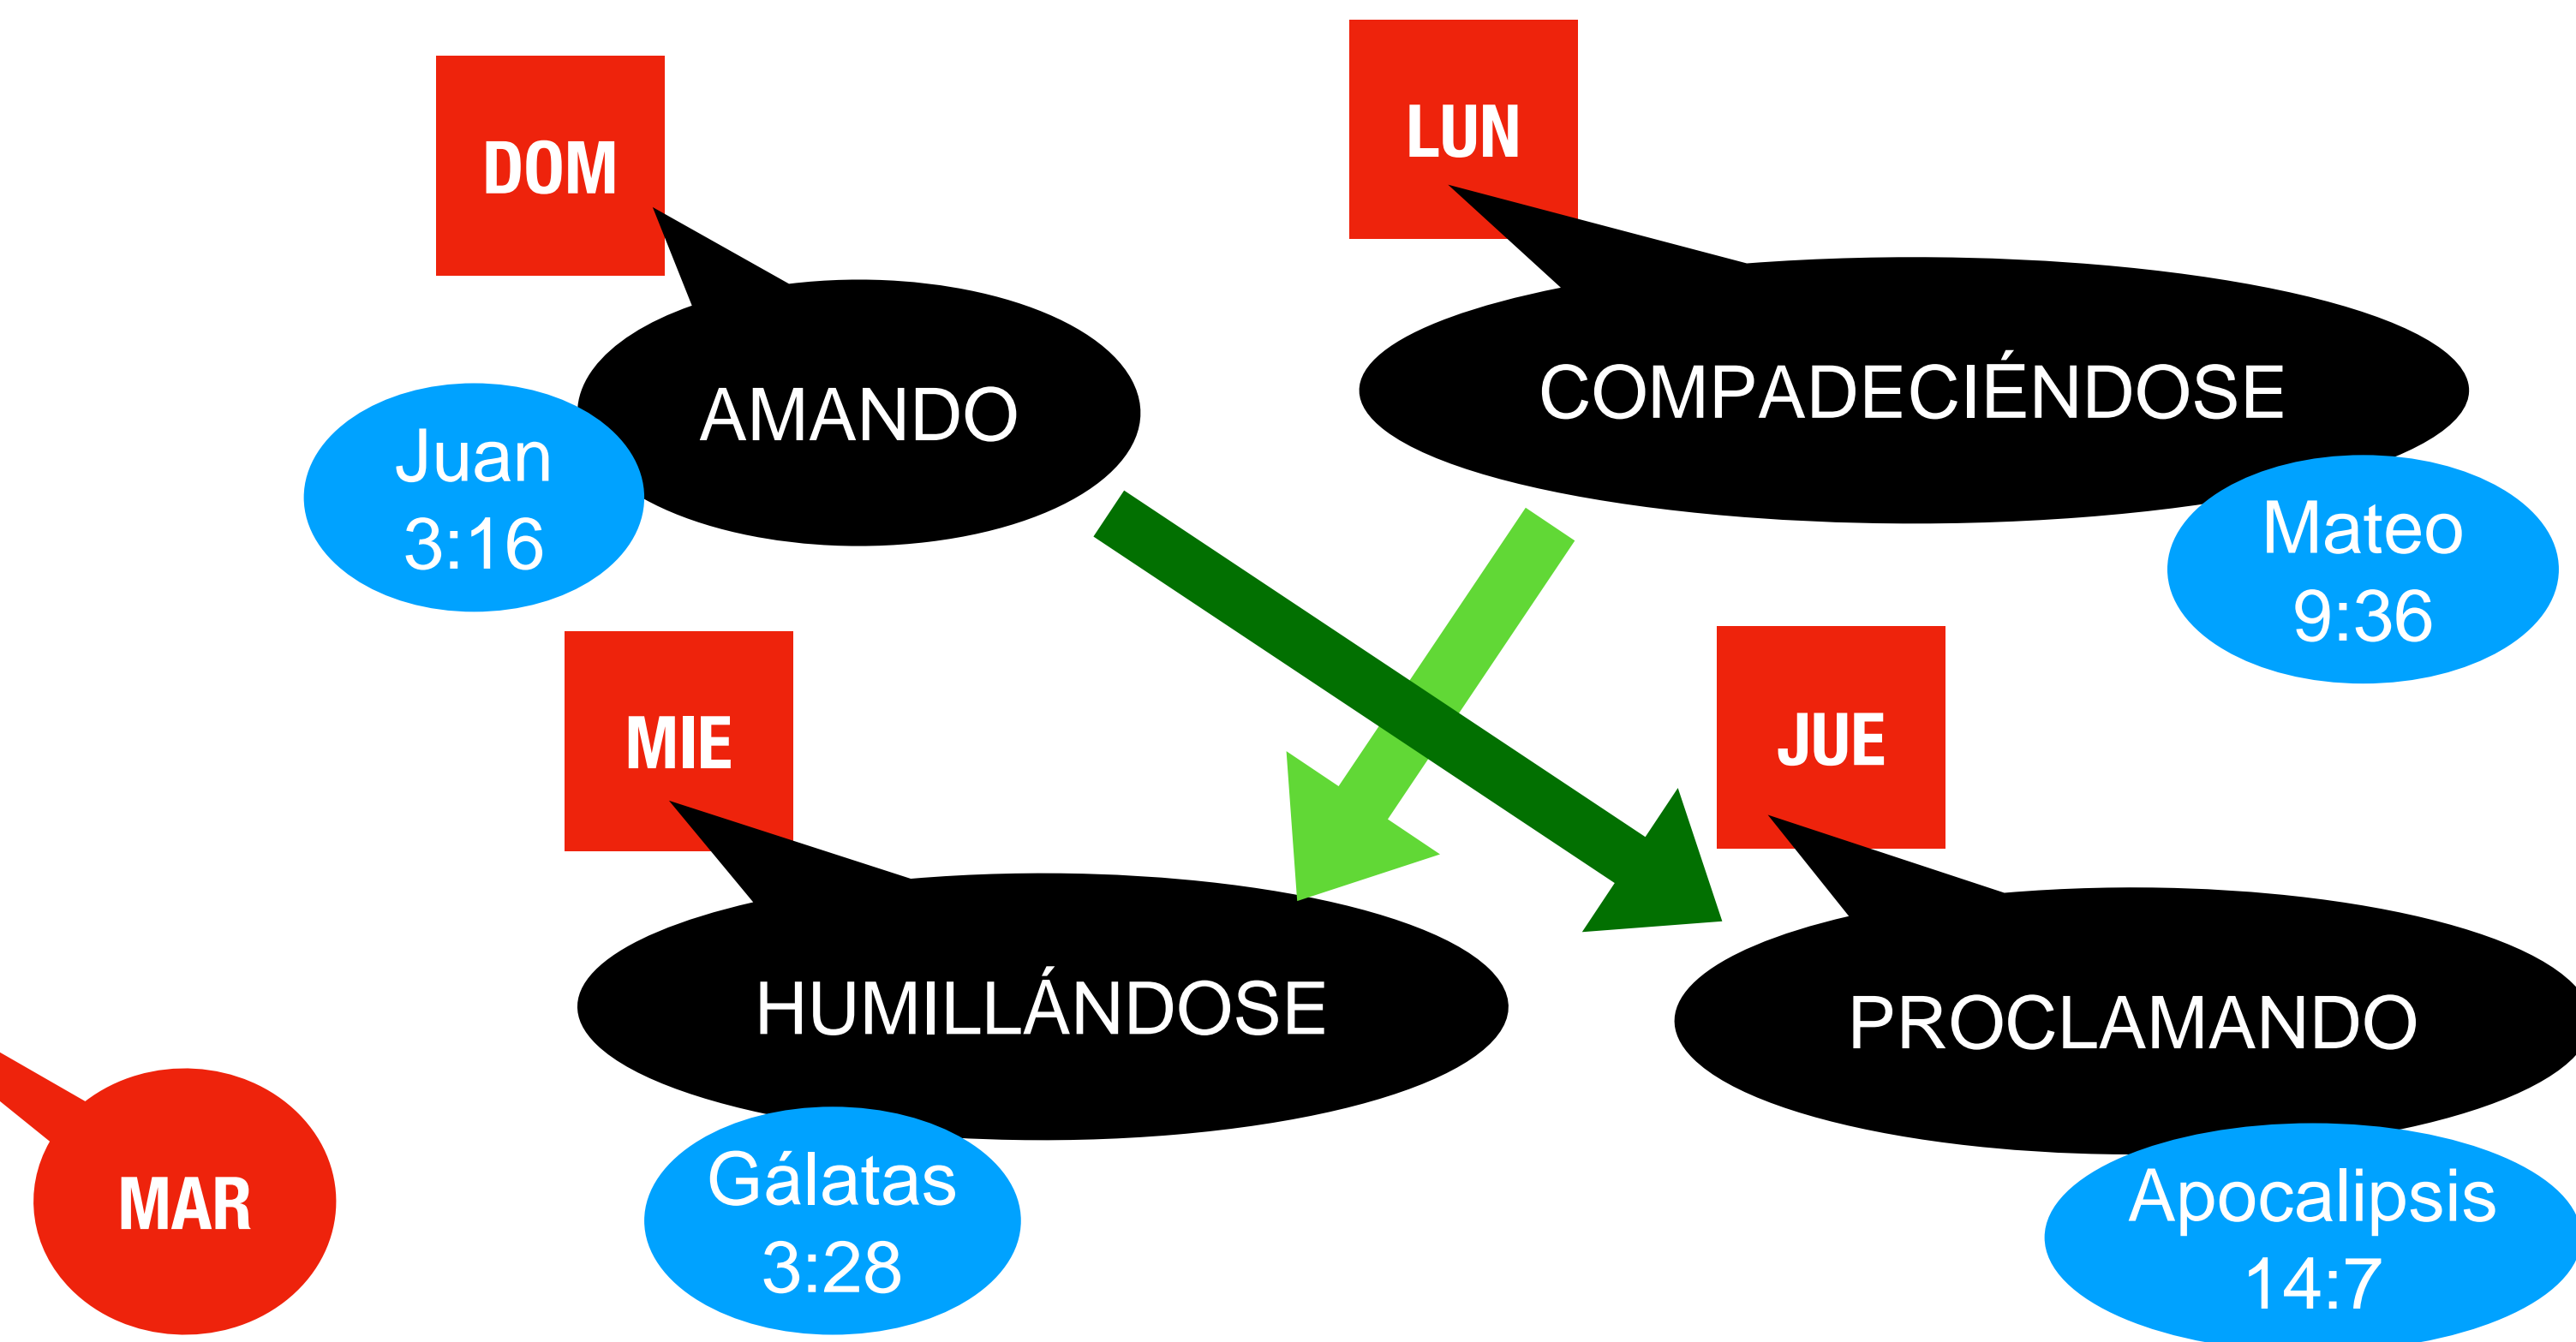 DOM
AMANDO
Juan
3:16
LUN
COMPADECIÉNDOSE
Mateo
9:36
MAR
MIE
HUMILLÁNDOSE
Gálatas
3:28
JUE
PROCLAMANDO
Apocalipsis
14:7